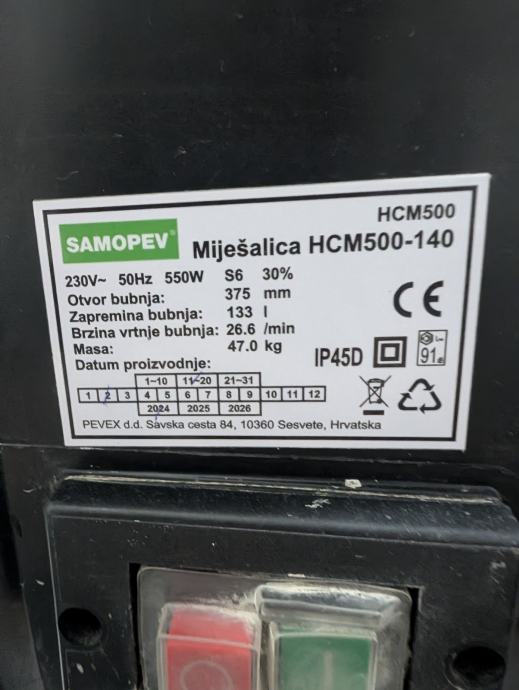 HCM500
SAMOPEV®
Miješalica HCM500-140
230V~ 50Hz 550W S6 30%
Otvor bubnja: 375 mm
Zapremina bubnja: 133 l
Brzina vrtnje bubnja: 26.6 /min
Masa: 47.0 kg
IP45D
91
Datum proizvodnje:
1~10 11~20 21~31
1 2 3 4 5 6 7 8 9 10 11 12
2024 2025 2026
PEVEX d.d. Savska cesta 84, 10360 Sesvete, Hrvatska